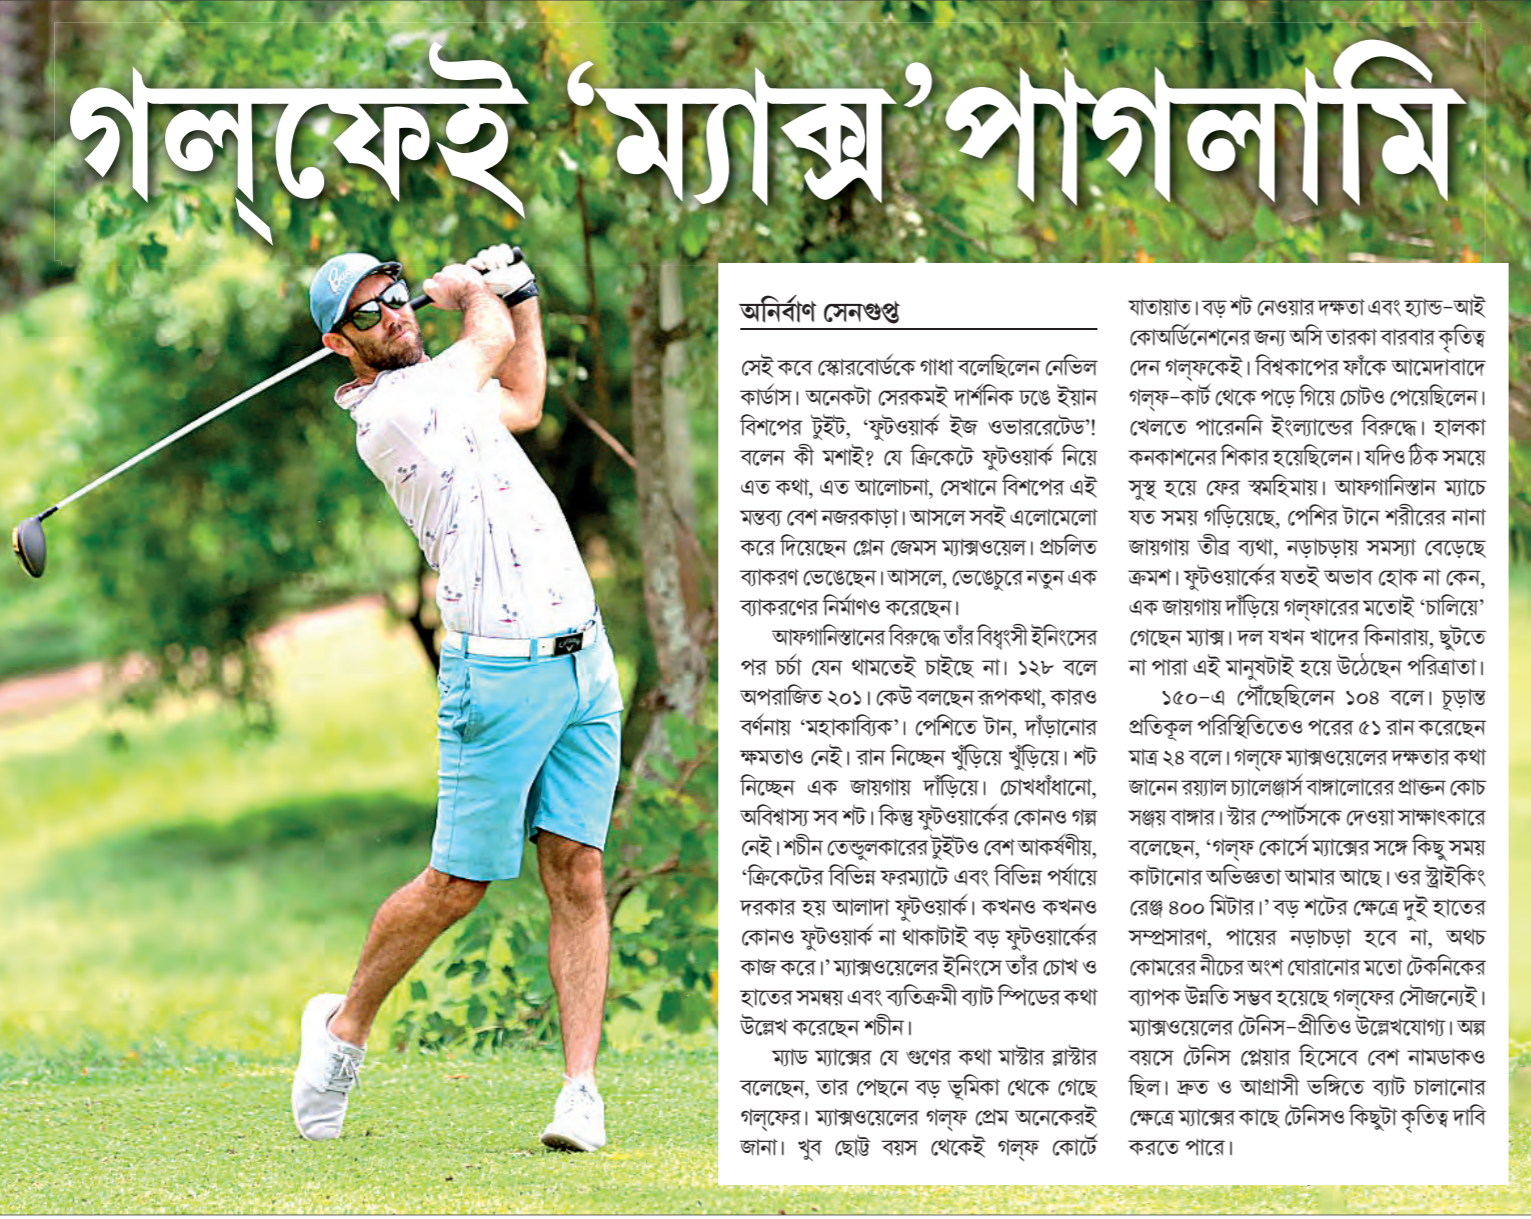 গল্‌ফেই ‘ম্যাক্স’ পাগলামি
অনির্বাণ সেনগুপ্ত
সেই কবে স্কোরবোর্ডকে গাধা বলেছিলেন নেভিল
কার্ডাস। অনেকটা সেরকমই দার্শনিক ঢঙে ইয়ান
বিশপের টুইট, ‘ফুটওয়ার্ক ইজ ওভাররেটেড’!
বলেন কী মশাই? যে ক্রিকেটে ফুটওয়ার্ক নিয়ে
এত কথা, এত আলোচনা, সেখানে বিশপের এই
মন্তব্য বেশ নজরকাড়া। আসলে সবই এলোমেলো
করে দিয়েছেন গ্লেন জেমস ম্যাক্সওয়েল। প্রচলিত
ব্যাকরণ ভেঙেছেন। আসলে, ভেঙেচুরে নতুন এক
ব্যাকরণের নির্মাণও করেছেন।
আফগানিস্তানের বিরুদ্ধে তাঁর বিধ্বংসী ইনিংসের
পর চর্চা যেন থামতেই চাইছে না। ১২৮ বলে
অপরাজিত ২০১। কেউ বলছেন রূপকথা, কারও
বর্ণনায় ‘মহাকাব্যিক’। পেশিতে টান, দাঁড়ানোর
ক্ষমতাও নেই। রান নিচ্ছেন খুঁড়িয়ে খুঁড়িয়ে। শট
নিচ্ছেন এক জায়গায় দাঁড়িয়ে। চোখধাঁধানো,
অবিশ্বাস্য সব শট। কিন্তু ফুটওয়ার্কের কোনও গল্প
নেই। শচীন তেন্ডুলকারের টুইটও বেশ আকর্ষণীয়,
‘ক্রিকেটের বিভিন্ন ফরম্যাটে এবং বিভিন্ন পর্যায়ে
দরকার হয় আলাদা ফুটওয়ার্ক। কখনও কখনও
কোনও ফুটওয়ার্ক না থাকাটাই বড় ফুটওয়ার্কের
কাজ করে।’ ম্যাক্সওয়েলের ইনিংসে তাঁর চোখ ও
হাতের সমন্বয় এবং ব্যতিক্রমী ব্যাট স্পিডের কথা
উল্লেখ করেছেন শচীন।
ম্যাড ম্যাক্সের যে গুণের কথা মাস্টার ব্লাস্টার
বলেছেন, তার পেছনে বড় ভূমিকা থেকে গেছে
গল্‌ফের। ম্যাক্সওয়েলের গল্‌ফ প্রেম অনেকেরই
জানা। খুব ছোট্ট বয়স থেকেই গল্‌ফ কোর্টে
যাতায়াত। বড় শট নেওয়ার দক্ষতা এবং হ্যান্ড-আই
কোঅর্ডিনেশনের জন্য অসি তারকা বারবার কৃতিত্ব
দেন গল্‌ফকেই। বিশ্বকাপের ফাঁকে আমেদাবাদে
গল্‌ফ-কার্ট থেকে পড়ে গিয়ে চোটও পেয়েছিলেন।
খেলতে পারেননি ইংল্যান্ডের বিরুদ্ধে। হালকা
কনকাশনের শিকার হয়েছিলেন। যদিও ঠিক সময়ে
সুস্থ হয়ে ফের স্বমহিমায়। আফগানিস্তান ম্যাচে
যত সময় গড়িয়েছে, পেশির টানে শরীরের নানা
জায়গায় তীব্র ব্যথা, নড়াচড়ায় সমস্যা বেড়েছে
ক্রমশ। ফুটওয়ার্কের যতই অভাব হোক না কেন,
এক জায়গায় দাঁড়িয়ে গল্‌ফারের মতোই ‘চালিয়ে’
গেছেন ম্যাক্স। দল যখন খাদের কিনারায়, ছুটতে
না পারা এই মানুষটাই হয়ে উঠেছেন পরিত্রাতা।
১৫০-এ পৌঁছেছিলেন ১০৪ বলে। চূড়ান্ত
প্রতিকূল পরিস্থিতিতেও পরের ৫১ রান করেছেন
মাত্র ২৪ বলে। গল্‌ফে ম্যাক্সওয়েলের দক্ষতার কথা
জানেন রয়্যাল চ্যালেঞ্জার্স বাঙ্গালোরের প্রাক্তন কোচ
সঞ্জয় বাঙ্গার। স্টার স্পোর্টসকে দেওয়া সাক্ষাৎকারে
বলেছেন, ‘গল্‌ফ কোর্সে ম্যাক্সের সঙ্গে কিছু সময়
কাটানোর অভিজ্ঞতা আমার আছে। ওর স্ট্রাইকিং
রেঞ্জ ৪০০ মিটার।’ বড় শটের ক্ষেত্রে দুই হাতের
সম্প্রসারণ, পায়ের নড়াচড়া হবে না, অথচ
কোমরের নীচের অংশ ঘোরানোর মতো টেকনিকের
ব্যাপক উন্নতি সম্ভব হয়েছে গল্‌ফের সৌজন্যেই।
ম্যাক্সওয়েলের টেনিস-প্রীতিও উল্লেখযোগ্য। অল্প
বয়সে টেনিস প্লেয়ার হিসেবে বেশ নামডাকও
ছিল। দ্রুত ও আগ্রাসী ভঙ্গিতে ব্যাট চালানোর
ক্ষেত্রে ম্যাক্সের কাছে টেনিসও কিছুটা কৃতিত্ব দাবি
করতে পারে।